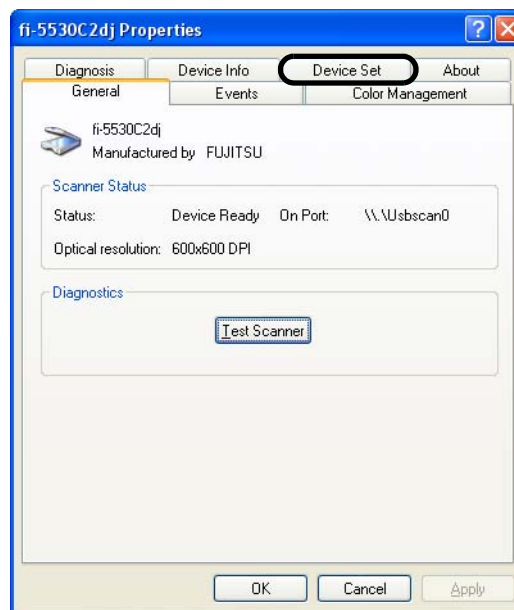 fi-5530C2dj Properties
Diagnosis Device Info Device Set About
General Events Color Management
fi-5530C2dj
Manufactured by FUJITSU
Scanner Status
Status: Device Ready On Port: \\.\Usbscan0
Optical resolution: 600x600 DPI
Diagnostics
Test Scanner
OK Cancel Apply